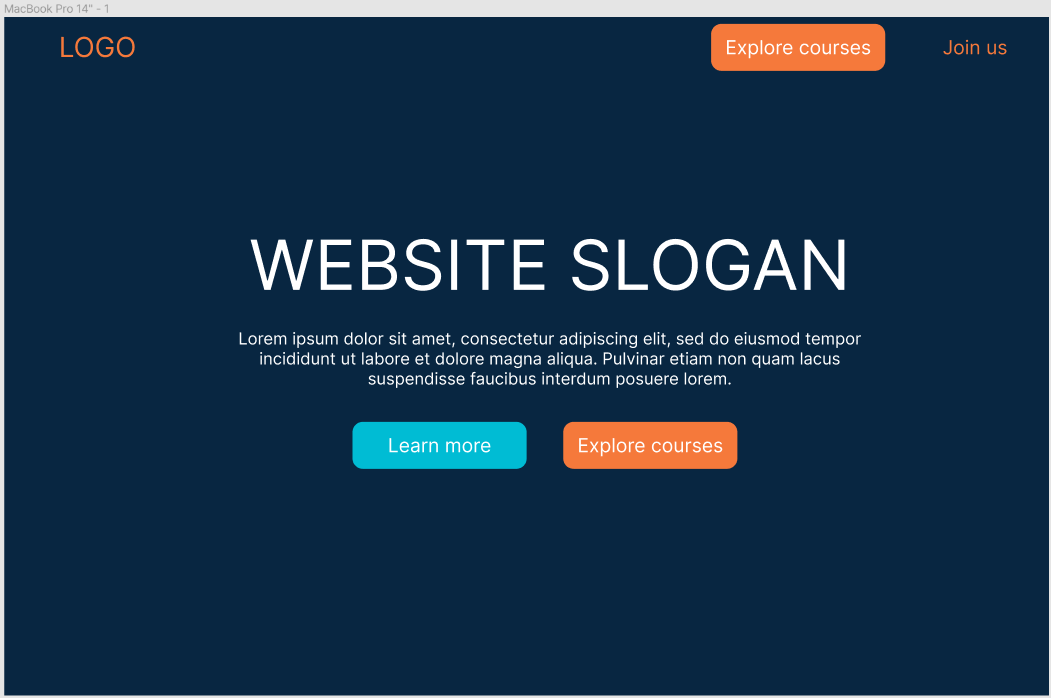 MacBook Pro 14" - 1
LOGO
Explore courses
Join us
WEBSITE SLOGAN
Lorem ipsum dolor sit amet, consectetur adipiscing elit, sed do eiusmod tempor
incididunt ut labore et dolore magna aliqua. Pulvinar etiam non quam lacus
suspendisse faucibus interdum posuere lorem.
Learn more
Explore courses